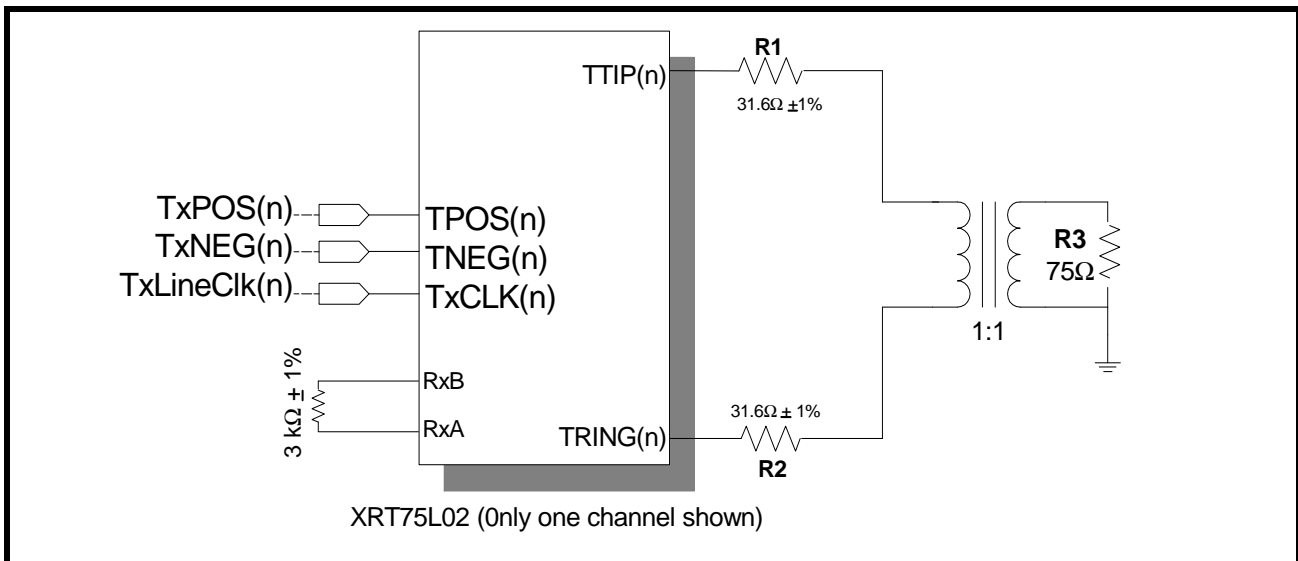 TTIP(n)
R1
31.6Ω ±1%
TxPOS(n)
TPOS(n)
TxNEG(n)
TNEG(n)
TxLineClk(n)
TxCLK(n)
R3
75Ω
1:1
3 kΩ ± 1%
RxB
RxA
TRING(n)
31.6Ω ± 1%
R2
XRT75L02 (0nly one channel shown)